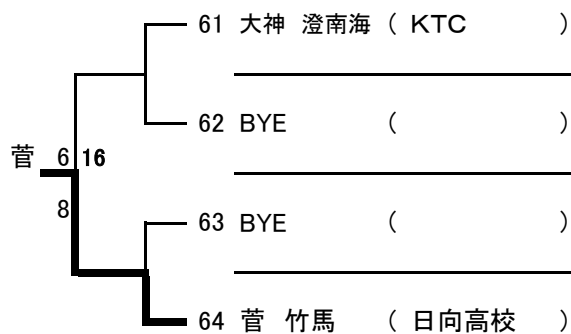 61 大神 澄南海 ( KTC )
62 BYE ( )
菅 6 16
8
63 BYE ( )
64 菅 竹馬 ( 日向高校 )